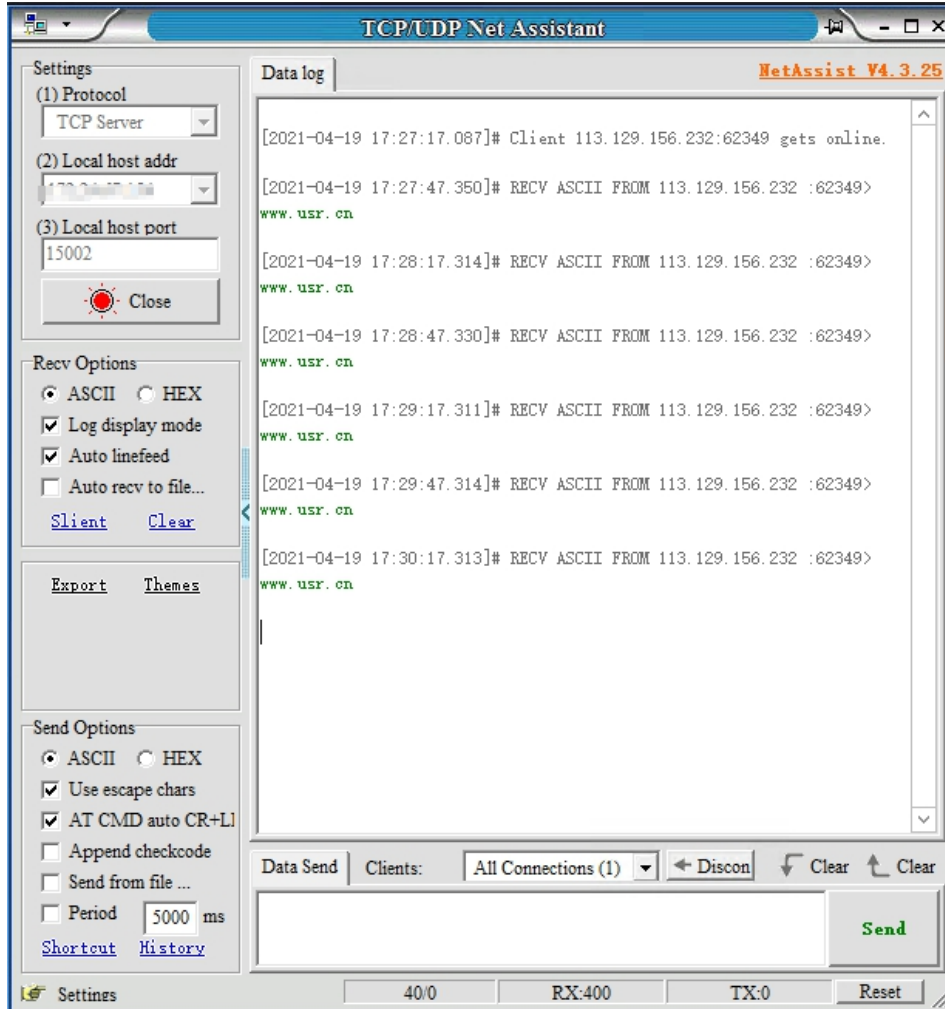 TCP/UDP Net Assistant
Settings
Data log
NetAssist V4.3.25
(1) Protocol
TCP Server
(2) Local host addr
(3) Local host port
15002
Close
[2021-04-19 17:27:17.087]# Client 113.129.156.232:62349 gets online.
[2021-04-19 17:27:47.350]# RECV ASCII FROM 113.129.156.232 :62349>
www.usr.cn
[2021-04-19 17:28:17.314]# RECV ASCII FROM 113.129.156.232 :62349>
www.usr.cn
[2021-04-19 17:28:47.330]# RECV ASCII FROM 113.129.156.232 :62349>
www.usr.cn
[2021-04-19 17:29:17.311]# RECV ASCII FROM 113.129.156.232 :62349>
www.usr.cn
[2021-04-19 17:29:47.314]# RECV ASCII FROM 113.129.156.232 :62349>
www.usr.cn
[2021-04-19 17:30:17.313]# RECV ASCII FROM 113.129.156.232 :62349>
www.usr.cn
Recv Options
ASCII HEX
Log display mode
Auto linefeed
Auto recv to file...
Slient Clear
Export Themes
Send Options
ASCII HEX
Use escape chars
AT CMD auto CR+LI
Append checkcode
Send from file ...
Period 5000 ms
Shortcut History
Data Send Clients: All Connections (1) Discon Clear Clear
Send
Settings 40/0 RX:400 TX:0 Reset